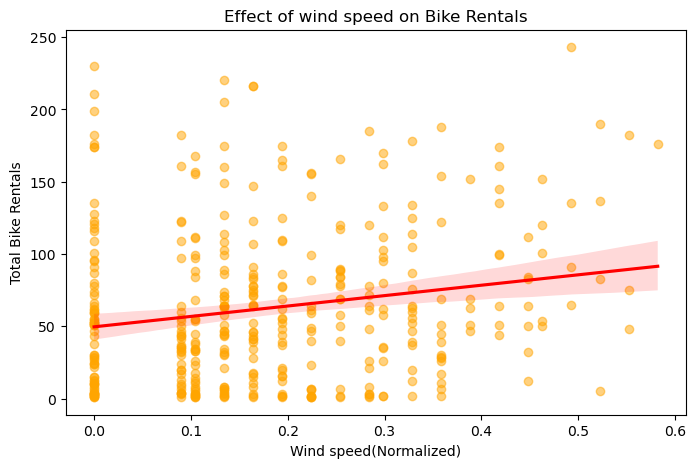 Effect of wind speed on Bike Rentals
Total Bike Rentals
250
200
150
100
50
0
0.0 0.1 0.2 0.3 0.4 0.5 0.6
Wind speed(Normalized)